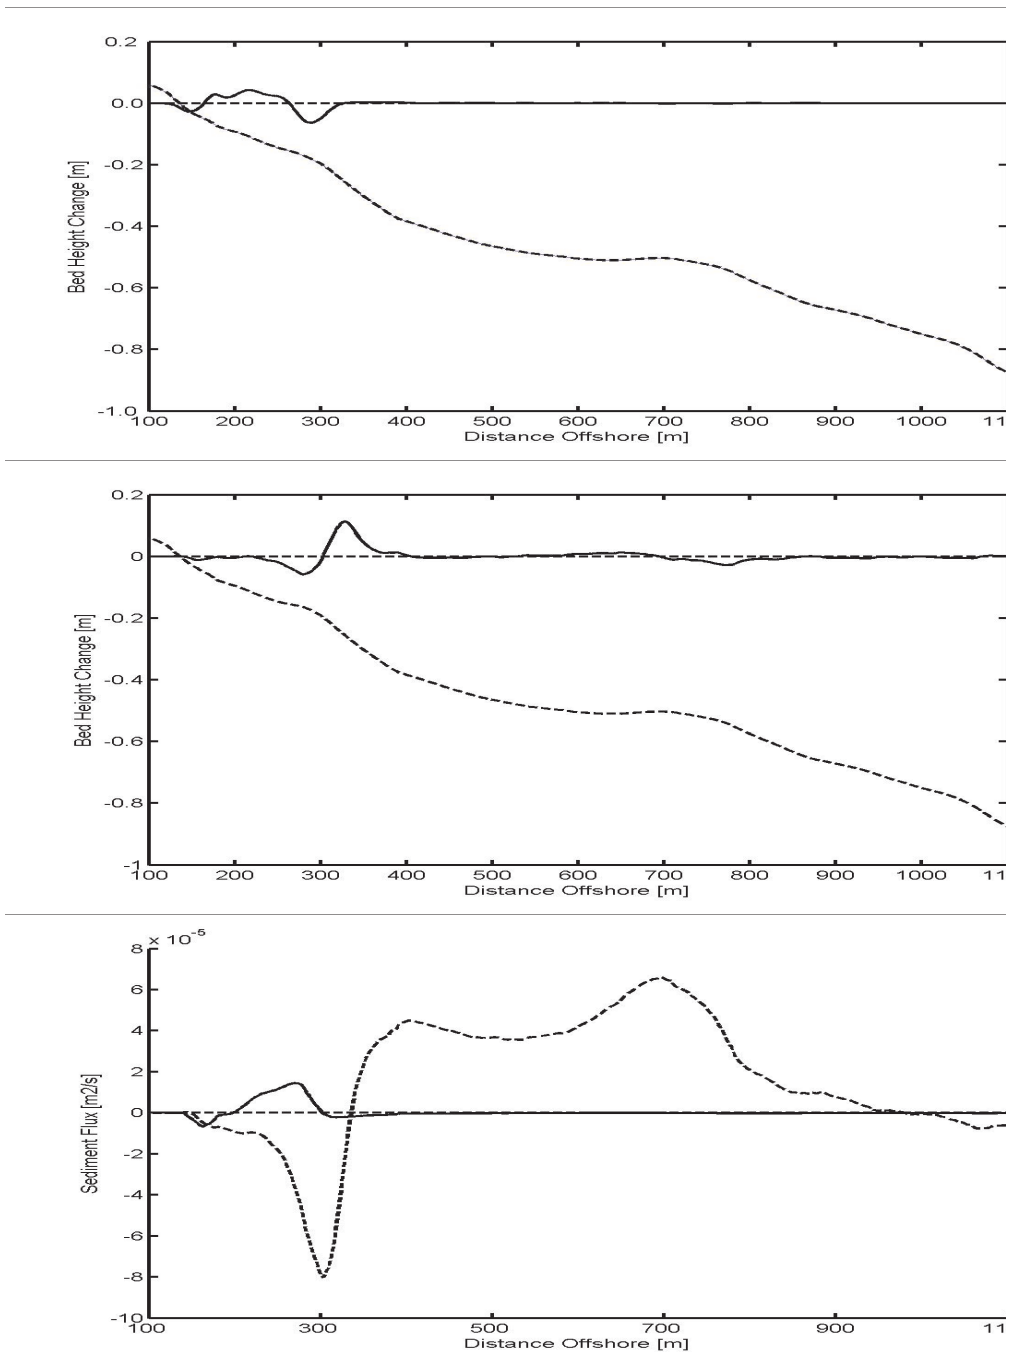 0.2
0.0
-0.2
-0.4
-0.6
-0.8
-1.0
Bed Height Change [m]
100 200 300 400 500 600 700 800 900 1000 11
Distance Offshore [m]
0.2
0
-0.2
-0.4
-0.6
-0.8
-1
Bed Height Change [m]
100 200 300 400 500 600 700 800 900 1000 11
Distance Offshore [m]
x 10-5
8
6
4
2
0
-2
-4
-6
-8
-10
Sediment Flux [m2/s]
100 300 500 700 900 11
Distance Offshore [m]